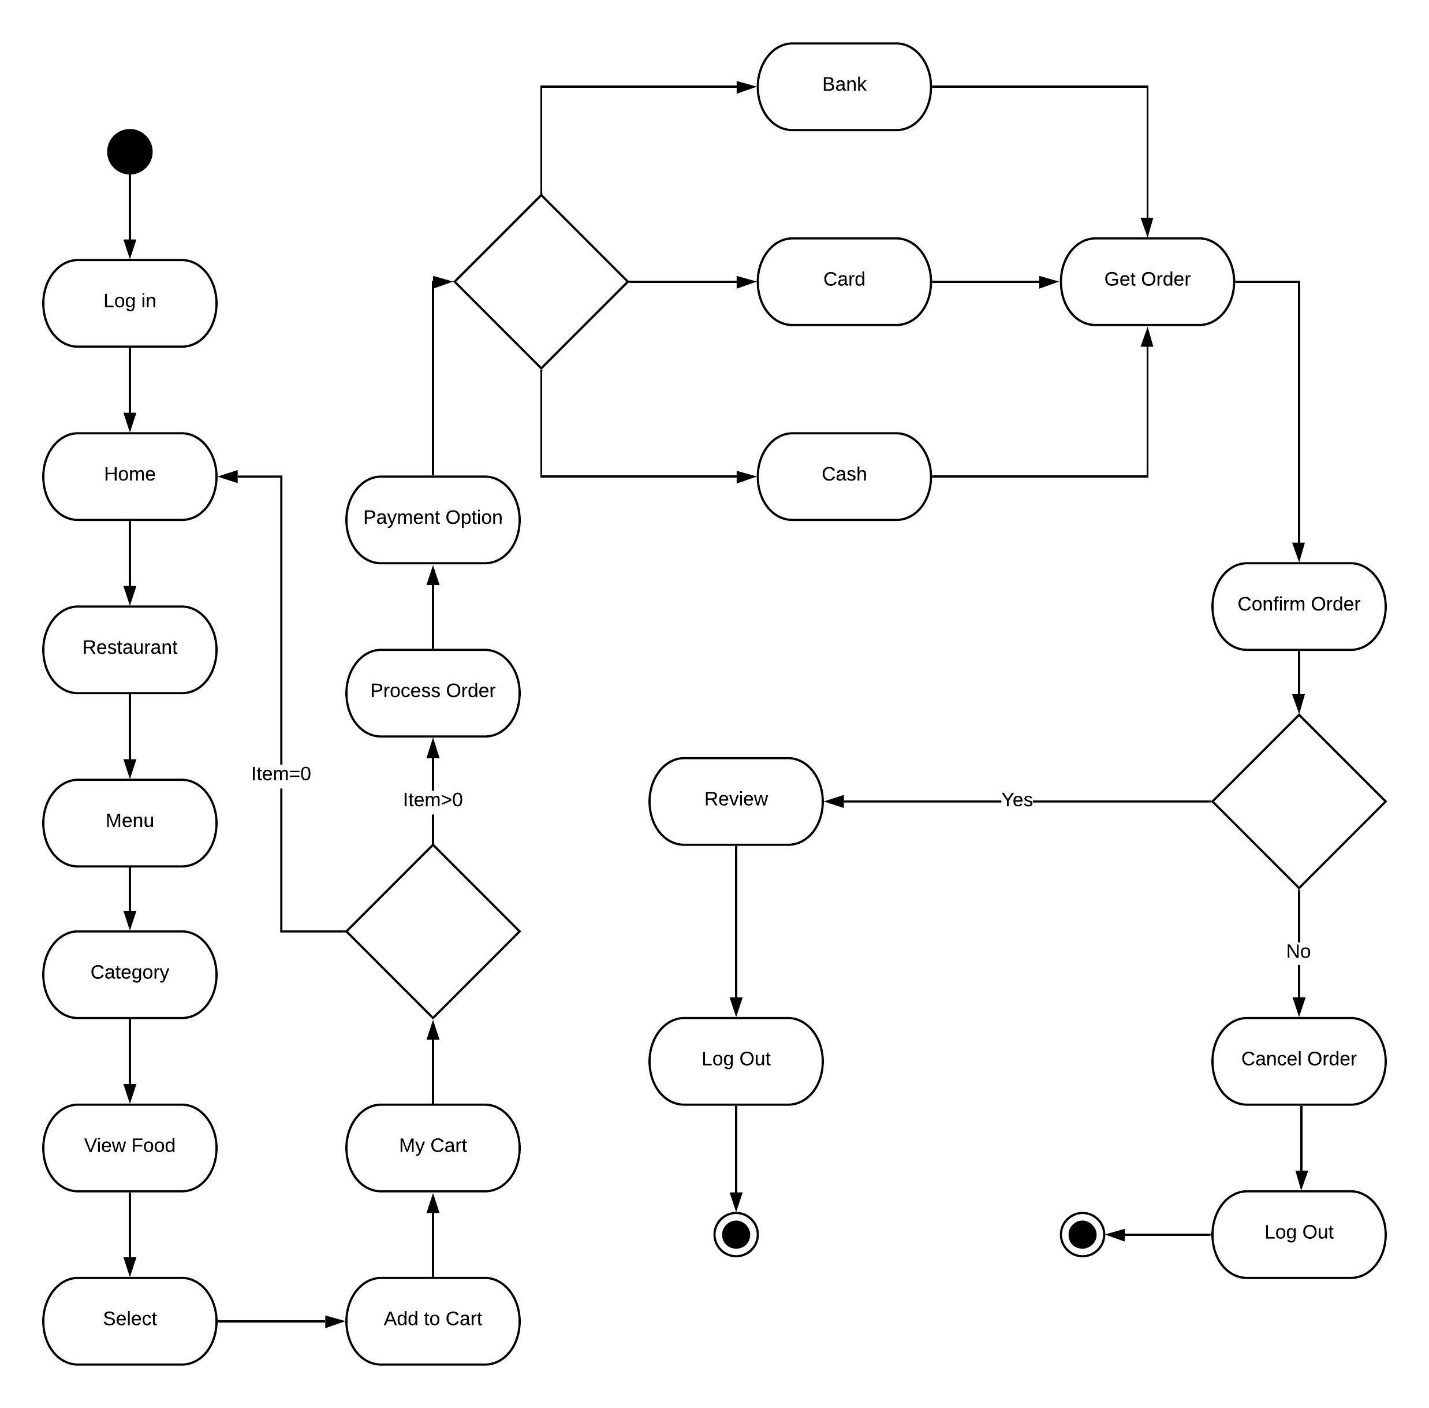 Log in
Home
Restaurant
Menu
Category
View Food
Select
Add to Cart
My Cart
Item=0
Item>0
Process Order
Payment Option
Bank
Card
Cash
Get Order
Confirm Order
Yes
Review
Log Out
No
Cancel Order
Log Out